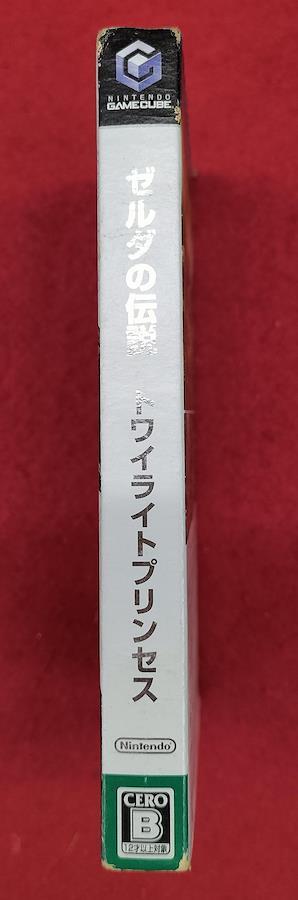 NINTENDO
GAMECUBE
ゼルダの伝説
トワイライトプリンセス
Nintendo
CERO
B
12才以上対象